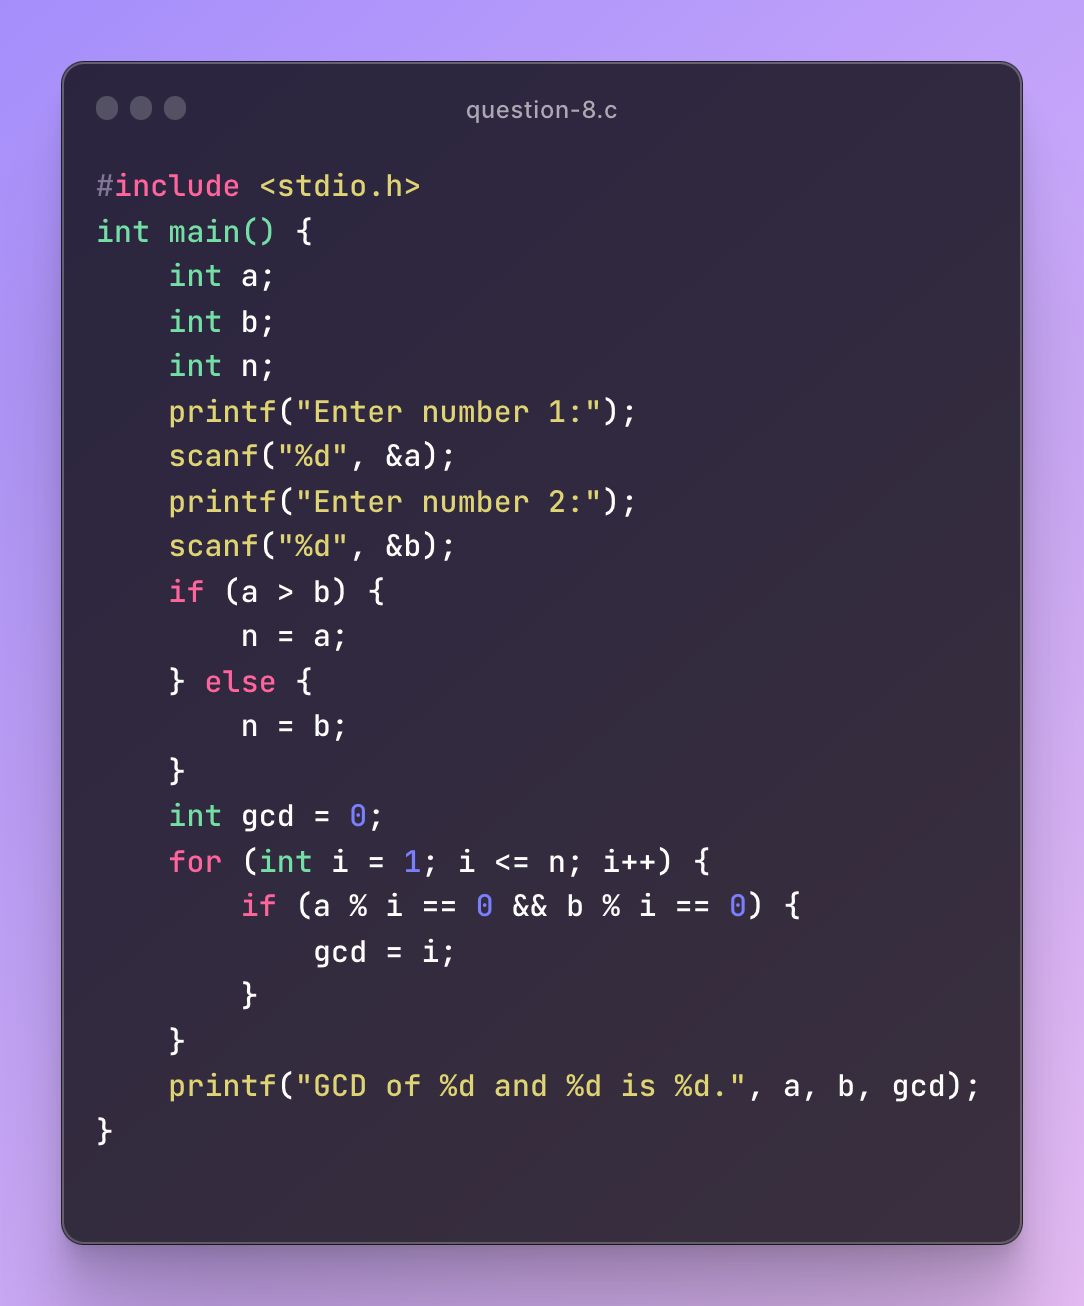 question-8.c
#include <stdio.h>
int main() {
    int a;
    int b;
    int n;
    printf("Enter number 1:");
    scanf("%d", &a);
    printf("Enter number 2:");
    scanf("%d", &b);
    if (a > b) {
        n = a;
    } else {
        n = b;
    }
    int gcd = 0;
    for (int i = 1; i <= n; i++) {
        if (a % i == 0 && b % i == 0) {
            gcd = i;
        }
    }
    printf("GCD of %d and %d is %d.", a, b, gcd);
}